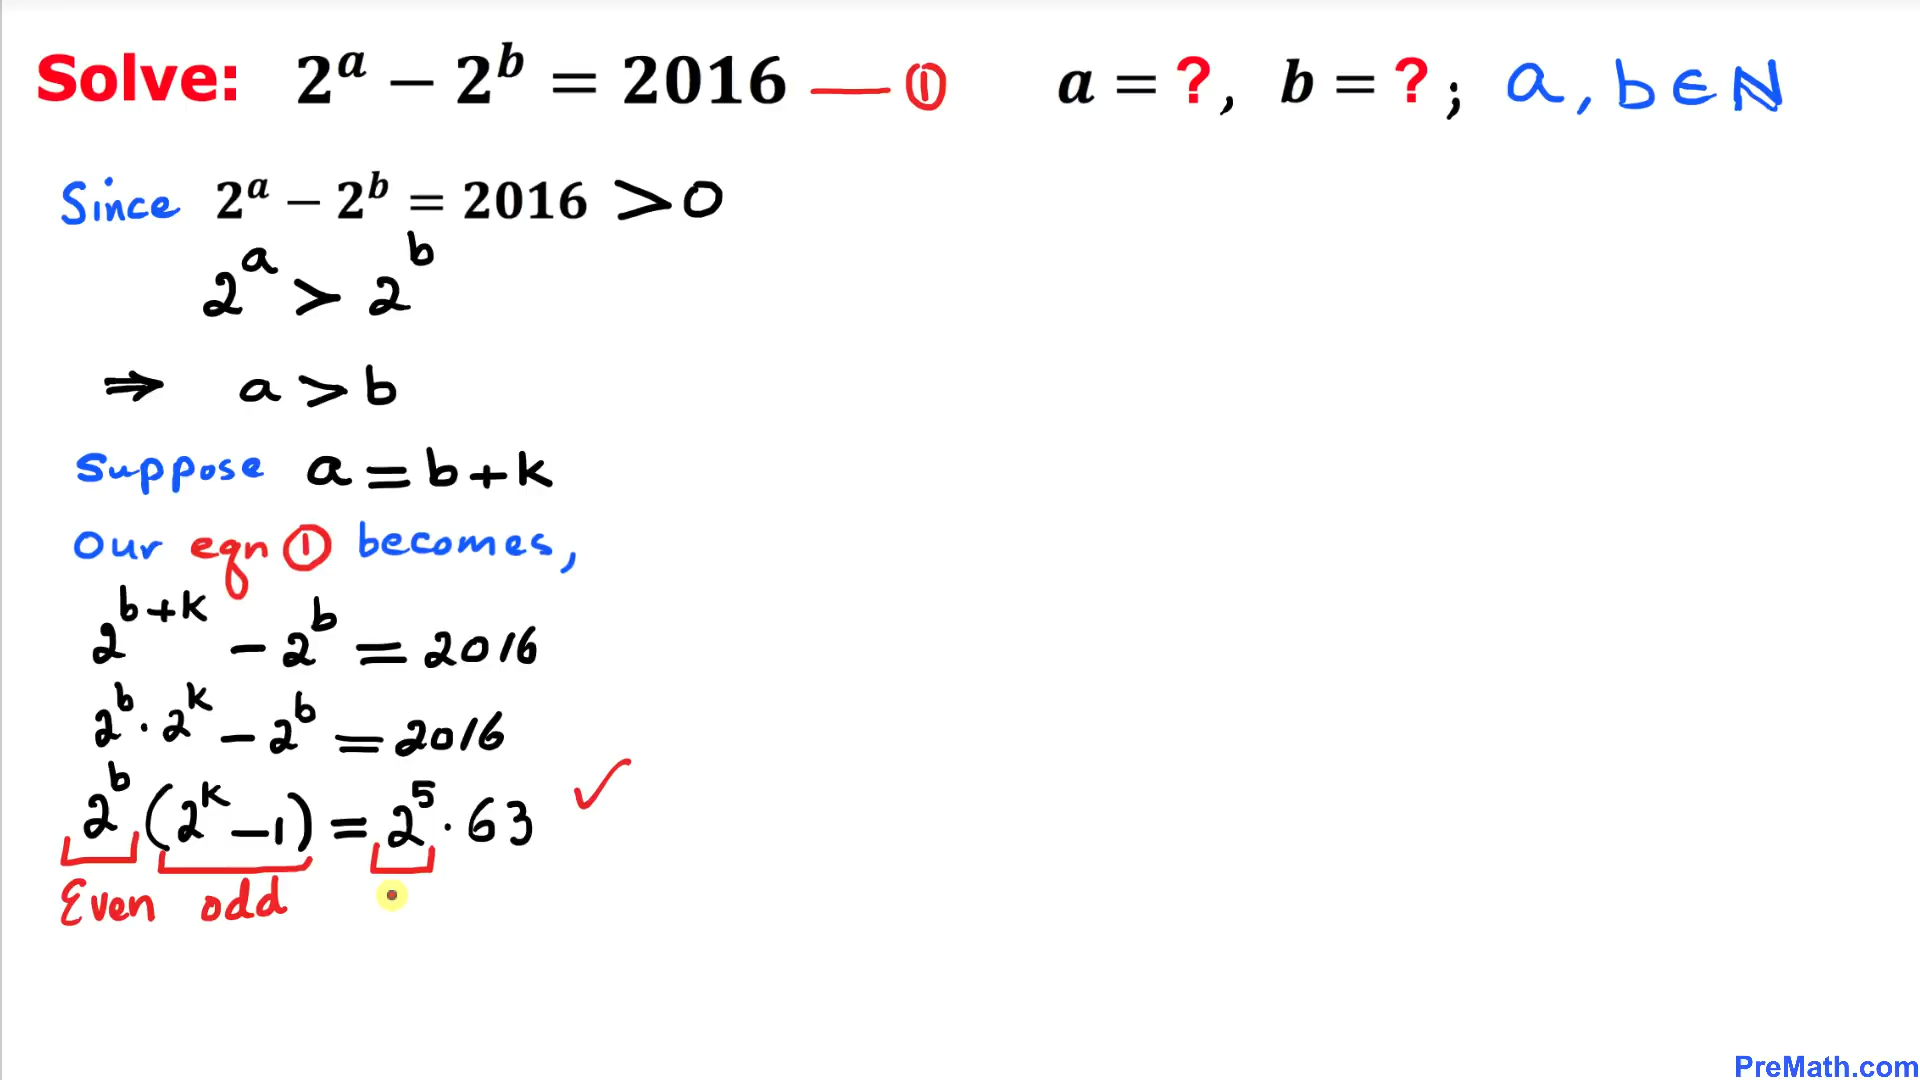 Solve: 2^a − 2^b = 2016 — ① a = ?, b = ? ; a, b ∈ ℕ
Since 2^a − 2^b = 2016 > 0
2^a > 2^b
⇒ a > b
Suppose a = b + k
Our eqn ① becomes,
2^(b+k) − 2^b = 2016
2^b · 2^k − 2^b = 2016
2^b (2^k − 1) = 2^5 · 63 ✓
Even odd
PreMath.com